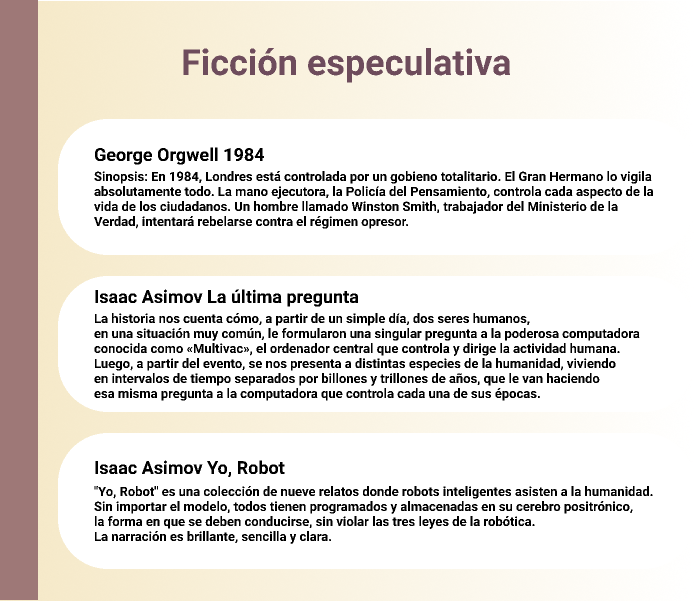 Ficción especulativa
George Orgwell 1984
Sinopsis: En 1984, Londres está controlada por un gobieno totalitario. El Gran Hermano lo vigila
absolutamente todo. La mano ejecutora, la Policía del Pensamiento, controla cada aspecto de la
vida de los ciudadanos. Un hombre llamado Winston Smith, trabajador del Ministerio de la
Verdad, intentará rebelarse contra el régimen opresor.
Isaac Asimov La última pregunta
La historia nos cuenta cómo, a partir de un simple día, dos seres humanos,
en una situación muy común, le formularon una singular pregunta a la poderosa computadora
conocida como «Multivac», el ordenador central que controla y dirige la actividad humana.
Luego, a partir del evento, se nos presenta a distintas especies de la humanidad, viviendo
en intervalos de tiempo separados por billones y trillones de años, que le van haciendo
esa misma pregunta a la computadora que controla cada una de sus épocas.
Isaac Asimov Yo, Robot
"Yo, Robot" es una colección de nueve relatos donde robots inteligentes asisten a la humanidad.
Sin importar el modelo, todos tienen programados y almacenadas en su cerebro positrónico,
la forma en que se deben conducirse, sin violar las tres leyes de la robótica.
La narración es brillante, sencilla y clara.